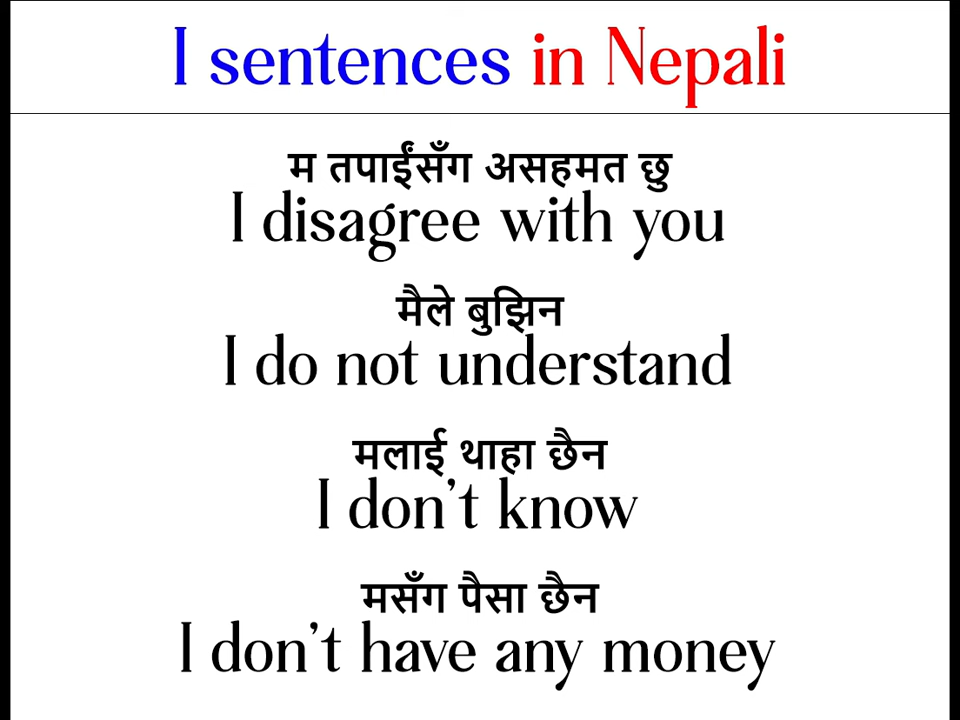 I sentences in Nepali
म तपाईंसँग असहमत छु
I disagree with you
मैले बुझिन
I do not understand
मलाई थाहा छैन
I don’t know
मसँग पैसा छैन
I don’t have any money